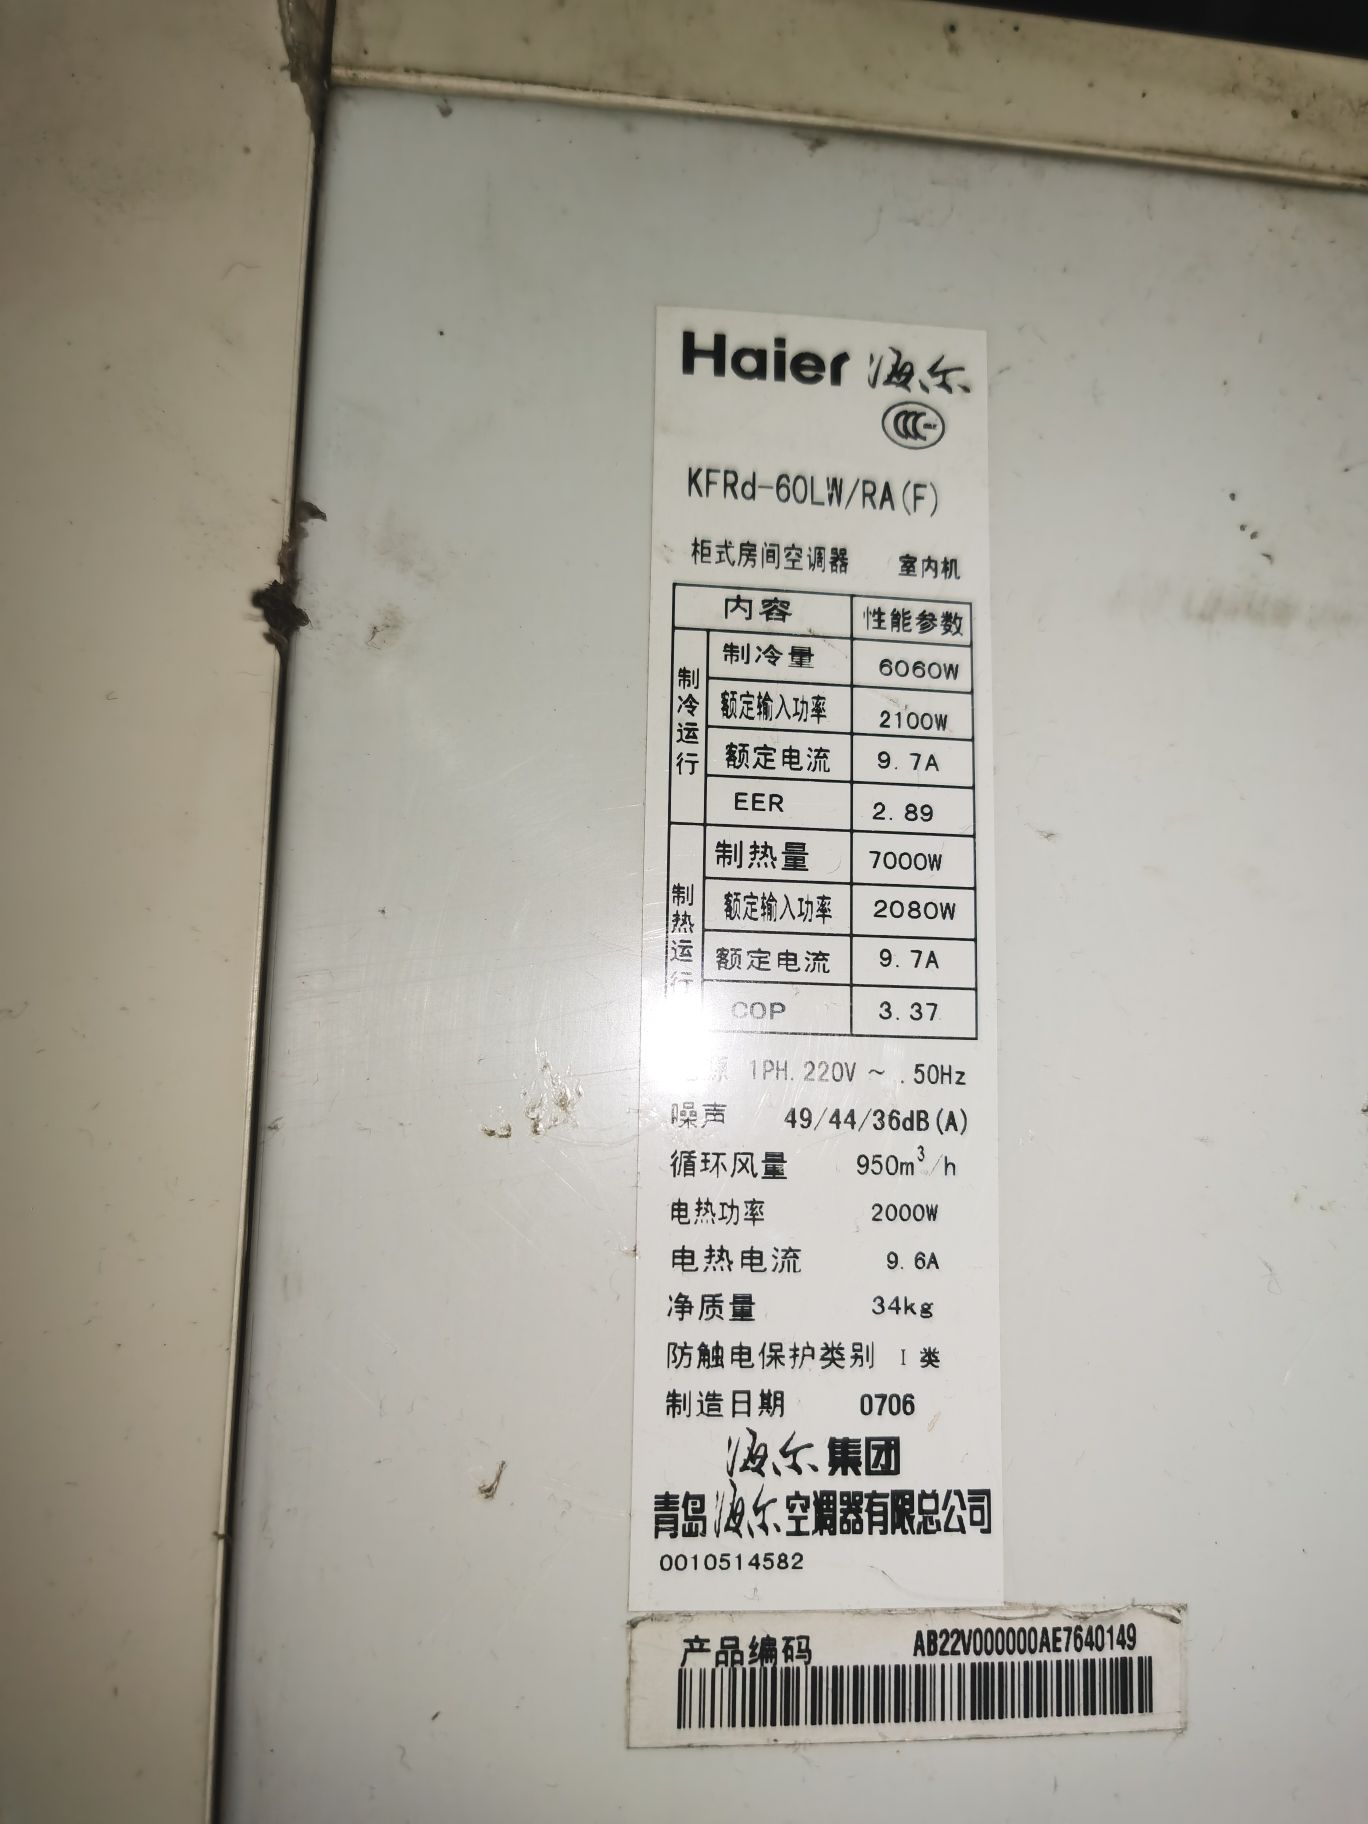 Haier 海尔
CCC
KFRd-60LW/RA(F)
柜式房间空调器 室内机
内容 性能参数
制冷运行
制冷量 6060W
额定输入功率 2100W
额定电流 9.7A
EER 2.89
制热运行
制热量 7000W
额定输入功率 2080W
额定电流 9.7A
COP 3.37
源 1PH. 220V ~ . 50Hz
噪声 49/44/36dB(A)
循环风量 950m³/h
电热功率 2000W
电热电流 9.6A
净质量 34kg
防触电保护类别 I 类
制造日期 0706
海尔集团
青岛海尔空调器有限总公司
0010514582
产品编码 AB22V000000AE7640149